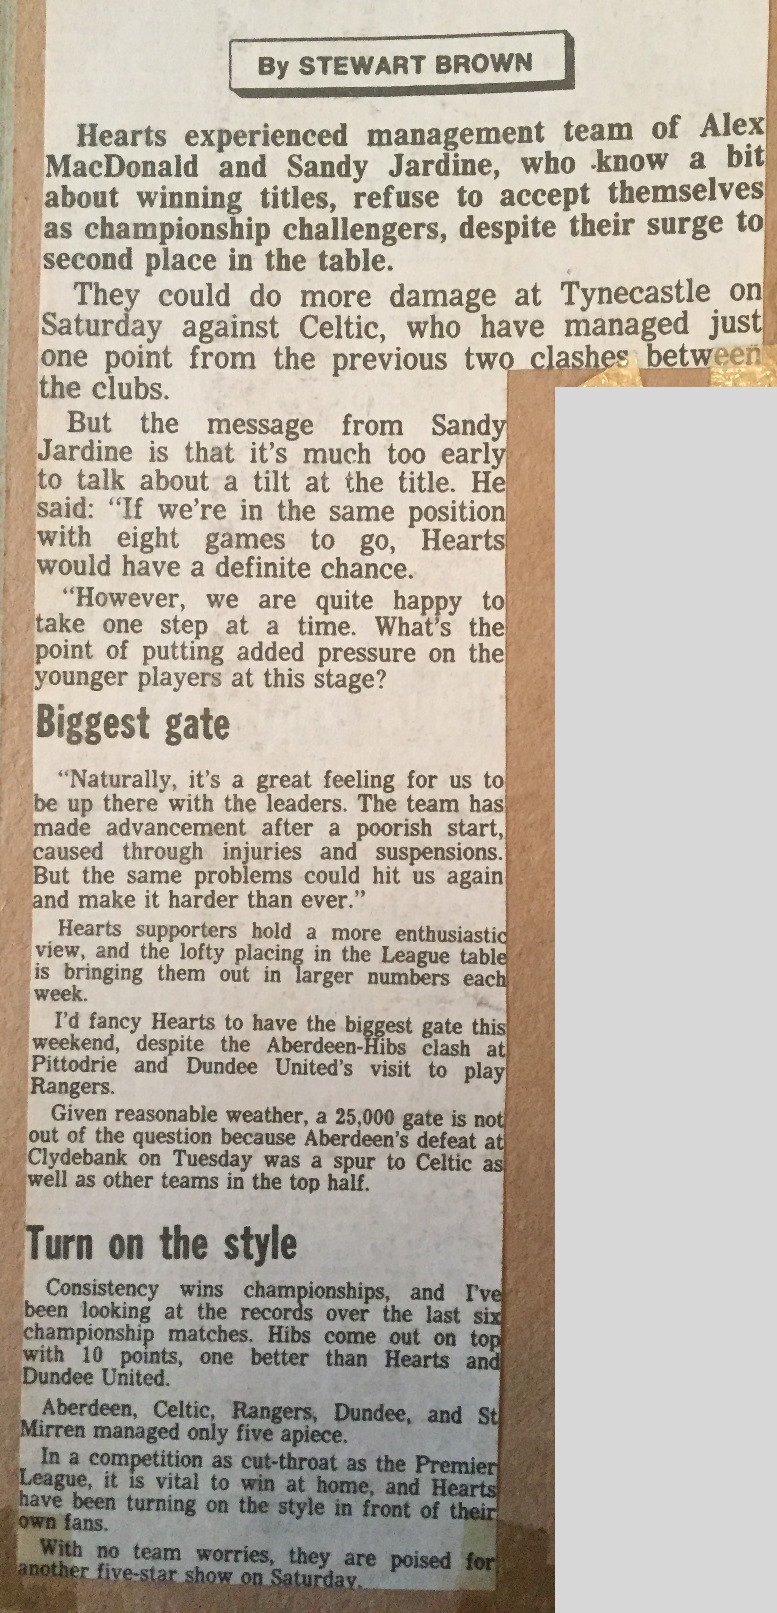 By STEWART BROWN
Hearts experienced management team of Alex
MacDonald and Sandy Jardine, who know a bit
about winning titles, refuse to accept themselves
as championship challengers, despite their surge to
second place in the table.
They could do more damage at Tynecastle on
Saturday against Celtic, who have managed just
one point from the previous two clashes between
the clubs.
But the message from Sandy
Jardine is that it's much too early
to talk about a tilt at the title. He
said: “If we're in the same position
with eight games to go, Hearts
would have a definite chance.
“However, we are quite happy to
take one step at a time. What's the
point of putting added pressure on the
younger players at this stage?
Biggest gate
“Naturally, it's a great feeling for us to
be up there with the leaders. The team has
made advancement after a poorish start,
caused through injuries and suspensions.
But the same problems could hit us again
and make it harder than ever.”
Hearts supporters hold a more enthusiastic
view, and the lofty placing in the League table
is bringing them out in larger numbers each
week.
I'd fancy Hearts to have the biggest gate this
weekend, despite the Aberdeen-Hibs clash at
Pittodrie and Dundee United's visit to play
Rangers.
Given reasonable weather, a 25,000 gate is not
out of the question because Aberdeen's defeat at
Clydebank on Tuesday was a spur to Celtic as
well as other teams in the top half.
Turn on the style
Consistency wins championships, and I've
been looking at the records over the last six
championship matches. Hibs come out on top
with 10 points, one better than Hearts and
Dundee United.
Aberdeen, Celtic, Rangers, Dundee, and St
Mirren managed only five apiece.
In a competition as cut-throat as the Premier
League, it is vital to win at home, and Hearts
have been turning on the style in front of their
own fans.
With no team worries, they are poised for
another five-star show on Saturday.